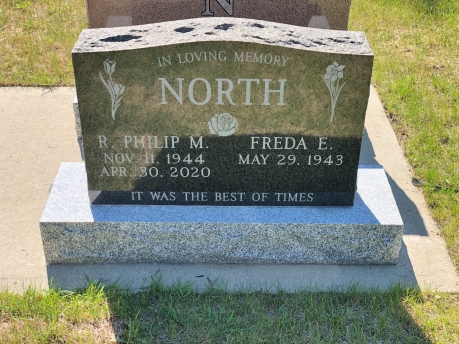 N
IN LOVING MEMORY
NORTH
R. PHILIP M. FREDA E.
NOV. 11, 1944 MAY 29, 1943
APR. 30, 2020
IT WAS THE BEST OF TIMES